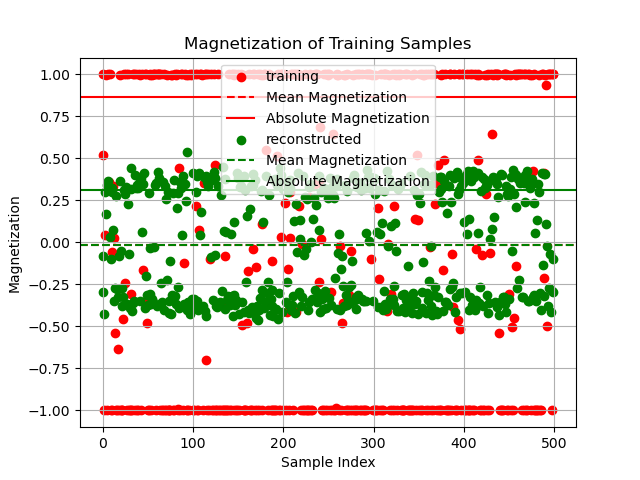 Magnetization of Training Samples
training
Mean Magnetization
Absolute Magnetization
reconstructed
Mean Magnetization
Absolute Magnetization
Magnetization
1.00
0.75
0.50
0.25
0.00
−0.25
−0.50
−0.75
−1.00
0 100 200 300 400 500
Sample Index